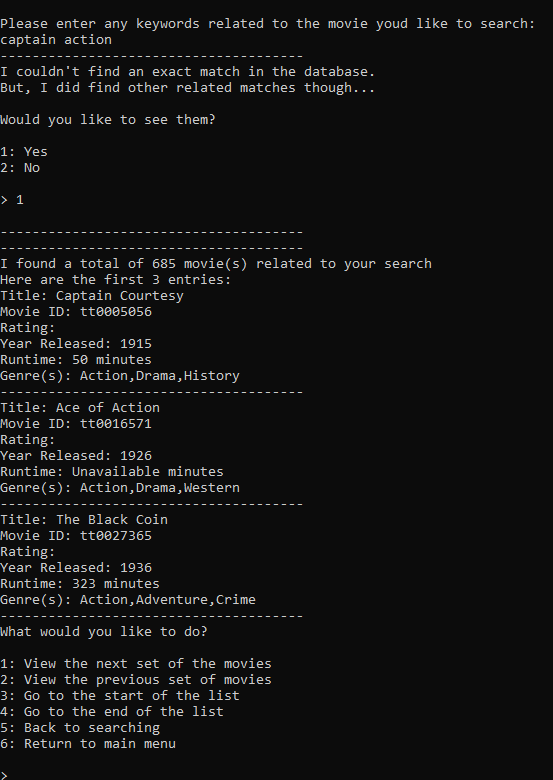 Please enter any keywords related to the movie youd like to search:
captain action
--------------------------------------
I couldn't find an exact match in the database.
But, I did find other related matches though...
Would you like to see them?
1: Yes
2: No
> 1
--------------------------------------
--------------------------------------
I found a total of 685 movie(s) related to your search
Here are the first 3 entries:
Title: Captain Courtesy
Movie ID: tt0005056
Rating:
Year Released: 1915
Runtime: 50 minutes
Genre(s): Action,Drama,History
--------------------------------------
Title: Ace of Action
Movie ID: tt0016571
Rating:
Year Released: 1926
Runtime: Unavailable minutes
Genre(s): Action,Drama,Western
--------------------------------------
Title: The Black Coin
Movie ID: tt0027365
Rating:
Year Released: 1936
Runtime: 323 minutes
Genre(s): Action,Adventure,Crime
--------------------------------------
What would you like to do?
1: View the next set of the movies
2: View the previous set of movies
3: Go to the start of the list
4: Go to the end of the list
5: Back to searching
6: Return to main menu
>